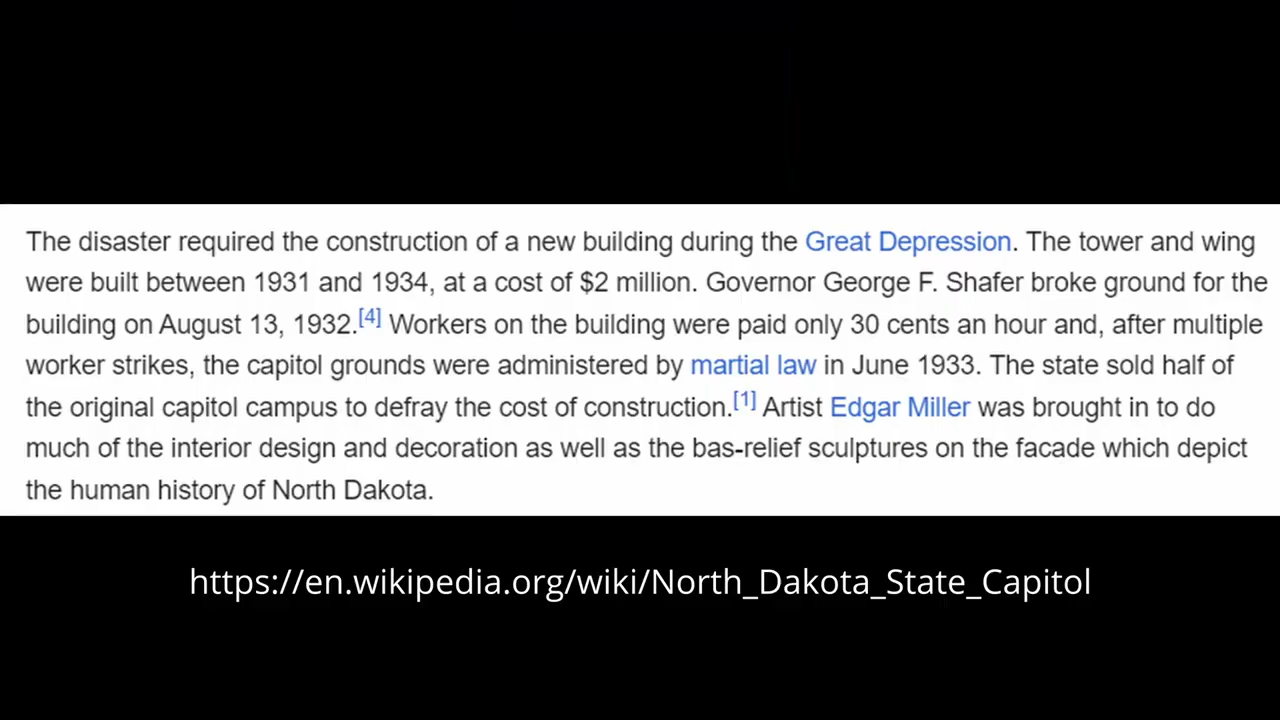 The disaster required the construction of a new building during the Great Depression. The tower and wing
were built between 1931 and 1934, at a cost of $2 million. Governor George F. Shafer broke ground for the
building on August 13, 1932.[4] Workers on the building were paid only 30 cents an hour and, after multiple
worker strikes, the capitol grounds were administered by martial law in June 1933. The state sold half of
the original capitol campus to defray the cost of construction.[1] Artist Edgar Miller was brought in to do
much of the interior design and decoration as well as the bas-relief sculptures on the facade which depict
the human history of North Dakota.
https://en.wikipedia.org/wiki/North_Dakota_State_Capitol